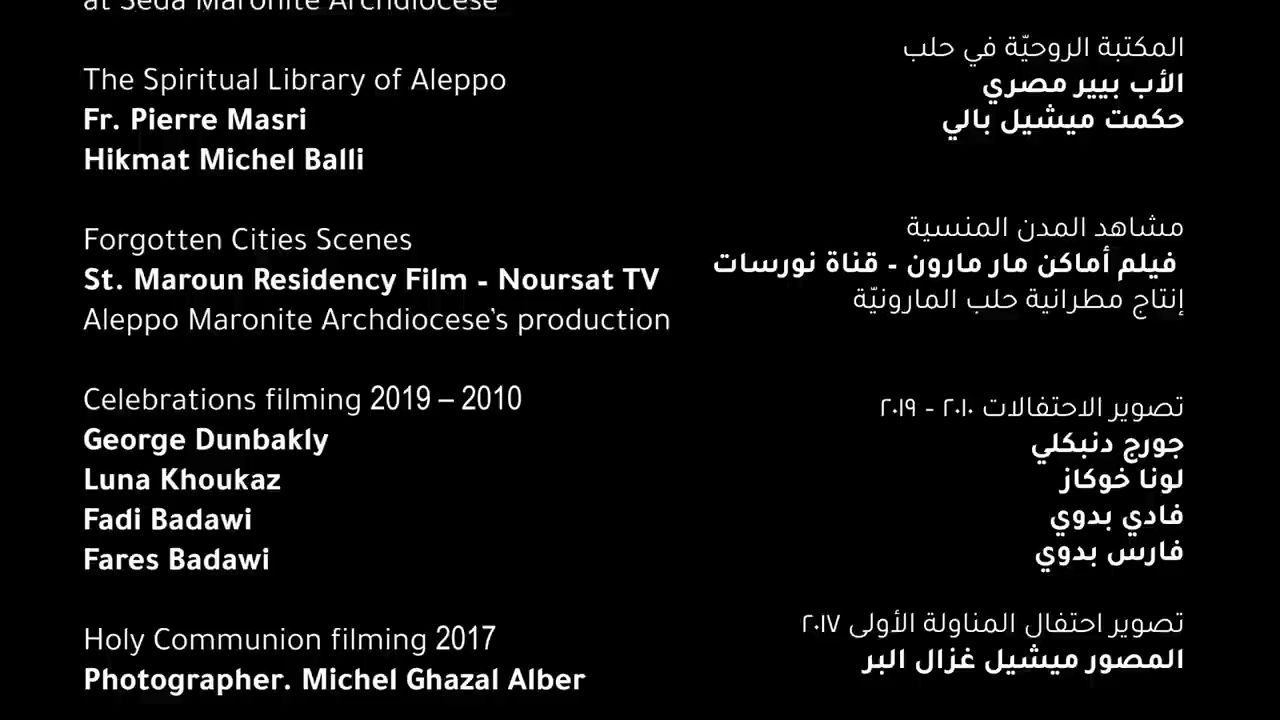 at Seda Maronite Archdiocese
The Spiritual Library of Aleppo
Fr. Pierre Masri
Hikmat Michel Balli
Forgotten Cities Scenes
St. Maroun Residency Film - Noursat TV
Aleppo Maronite Archdiocese's production
Celebrations filming 2019 – 2010
George Dunbakly
Luna Khoukaz
Fadi Badawi
Fares Badawi
Holy Communion filming 2017
Photographer. Michel Ghazal Alber
المكتبة الروحيّة في حلب
الأب بيير مصري
حكمت ميشيل بالي
مشاهد المدن المنسية
فيلم أماكن مار مارون - قناة نورسات
إنتاج مطرانية حلب المارونيّة
تصوير الاحتفالات ٢٠١٠ - ٢٠١٩
جورج دنبكلي
لونا خوكاز
فادي بدوي
فارس بدوي
تصوير احتفال المناولة الأولى ٢٠١٧
المصور ميشيل غزال البر